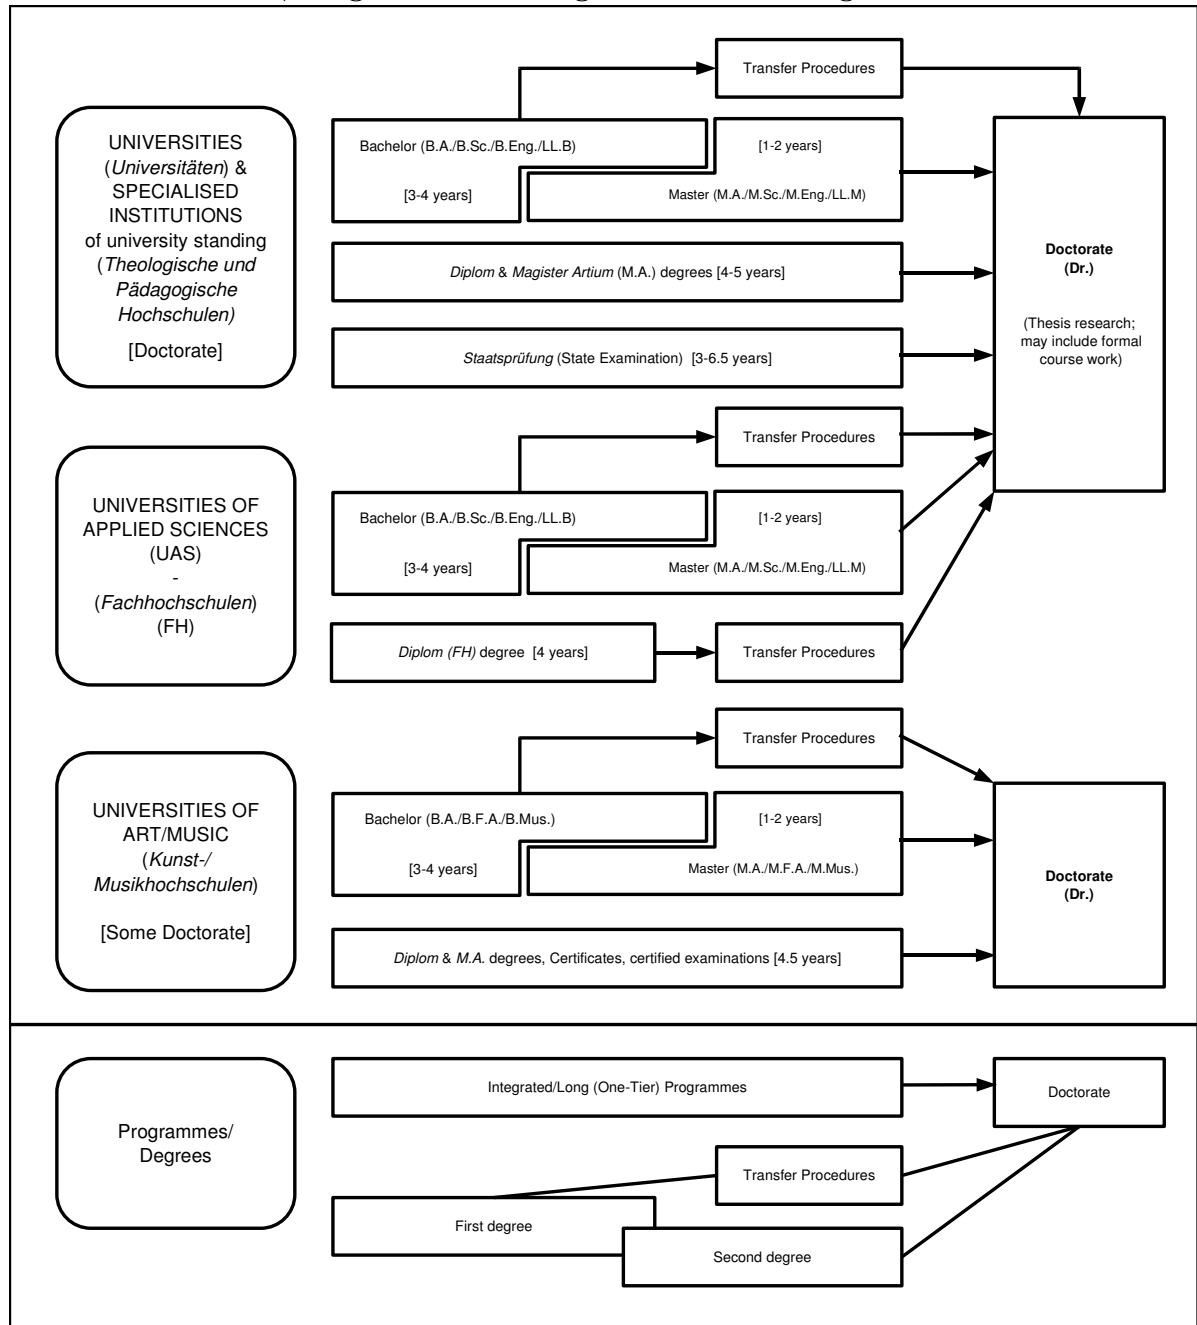 Transfer Procedures
UNIVERSITIES
(Universitäten) &
SPECIALISED
INSTITUTIONS
of university standing
(Theologische und
Pädagogische
Hochschulen)
[Doctorate]
Bachelor (B.A./B.Sc./B.Eng./LL.B)
[3-4 years]
[1-2 years]
Master (M.A./M.Sc./M.Eng./LL.M)
Diplom & Magister Artium (M.A.) degrees [4-5 years]
Staatsprüfung (State Examination) [3-6.5 years]
Doctorate
(Dr.)
(Thesis research;
may include formal
course work)
Transfer Procedures
UNIVERSITIES OF
APPLIED SCIENCES
(UAS)
-
(Fachhochschulen)
(FH)
Bachelor (B.A./B.Sc./B.Eng./LL.B)
[3-4 years]
[1-2 years]
Master (M.A./M.Sc./M.Eng./LL.M)
Diplom (FH) degree [4 years]
Transfer Procedures
Transfer Procedures
UNIVERSITIES OF
ART/MUSIC
(Kunst-/
Musikhochschulen)
[Some Doctorate]
Bachelor (B.A./B.F.A./B.Mus.)
[3-4 years]
[1-2 years]
Master (M.A./M.F.A./M.Mus.)
Diplom & M.A. degrees, Certificates, certified examinations [4.5 years]
Doctorate
(Dr.)
Programmes/
Degrees
Integrated/Long (One-Tier) Programmes
Doctorate
Transfer Procedures
First degree
Second degree